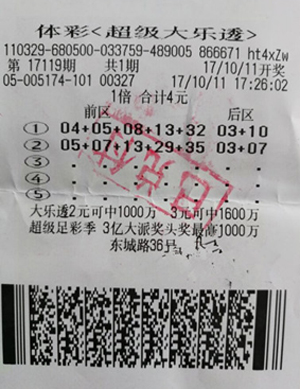 体彩<超级大乐透>
110329-680500-033759-489005 866671 ht4xZw
第 17119期 共1期 17/10/11开奖
05-005174-101 00327 17/10/11 17:26:02
1倍 合计4元
前区 后区
① 04+05+08+13+32 03+10
② 05+07+13+29+35 03+07
③
④
⑤
已兑付
大乐透2元可中1000万 3元可中1600万
超级足彩季 3亿大派奖头奖最高1000万
东城路36号